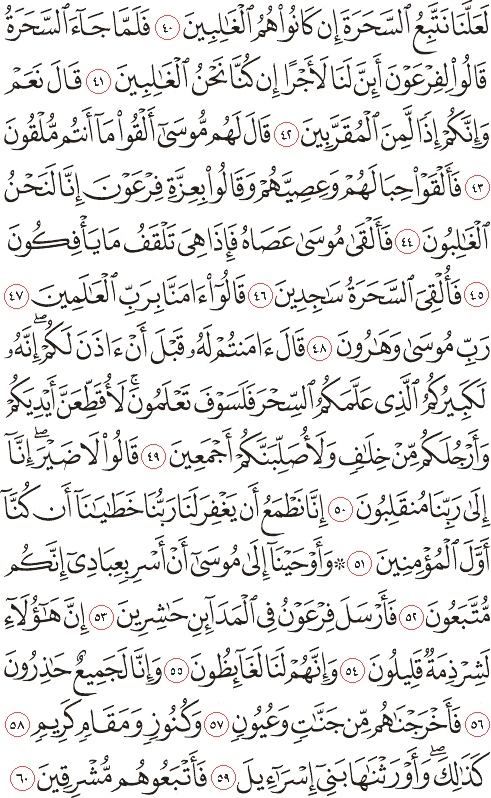 لَعَلَّنَا نَتَّبِعُ ٱلسَّحَرَةَ إِن كَانُوا۟ هُمُ ٱلْغَٰلِبِينَ ٤٠ فَلَمَّا جَآءَ ٱلسَّحَرَةُ
قَالُوا۟ لِفِرْعَوْنَ أَئِنَّ لَنَا لَأَجْرًا إِن كُنَّا نَحْنُ ٱلْغَٰلِبِينَ ٤١ قَالَ نَعَمْ
وَإِنَّكُمْ إِذًا لَّمِنَ ٱلْمُقَرَّبِينَ ٤٢ قَالَ لَهُم مُّوسَىٰٓ أَلْقُوا۟ مَآ أَنتُم مُّلْقُونَ
٤٣ فَأَلْقَوْا۟ حِبَالَهُمْ وَعِصِيَّهُمْ وَقَالُوا۟ بِعِزَّةِ فِرْعَوْنَ إِنَّا لَنَحْنُ
ٱلْغَٰلِبُونَ ٤٤ فَأَلْقَىٰ مُوسَىٰ عَصَاهُ فَإِذَا هِىَ تَلْقَفُ مَا يَأْفِكُونَ
٤٥ فَأُلْقِىَ ٱلسَّحَرَةُ سَٰجِدِينَ ٤٦ قَالُوٓا۟ ءَامَنَّا بِرَبِّ ٱلْعَٰلَمِينَ ٤٧
رَبِّ مُوسَىٰ وَهَٰرُونَ ٤٨ قَالَ ءَامَنتُمْ لَهُۥ قَبْلَ أَنْ ءَاذَنَ لَكُمْ ۖ إِنَّهُۥ
لَكَبِيرُكُمُ ٱلَّذِى عَلَّمَكُمُ ٱلسِّحْرَ فَلَسَوْفَ تَعْلَمُونَ ۚ لَأُقَطِّعَنَّ أَيْدِيَكُمْ
وَأَرْجُلَكُم مِّنْ خِلَٰفٍ وَلَأُصَلِّبَنَّكُمْ أَجْمَعِينَ ٤٩ قَالُوا۟ لَا ضَيْرَ ۖ إِنَّآ
إِلَىٰ رَبِّنَا مُنقَلِبُونَ ٥٠ إِنَّا نَطْمَعُ أَن يَغْفِرَ لَنَا رَبُّنَا خَطَٰيَٰنَآ أَن كُنَّآ
أَوَّلَ ٱلْمُؤْمِنِينَ ٥١ ۞ وَأَوْحَيْنَآ إِلَىٰ مُوسَىٰٓ أَنْ أَسْرِ بِعِبَادِىٓ إِنَّكُم
مُّتَّبَعُونَ ٥٢ فَأَرْسَلَ فِرْعَوْنُ فِى ٱلْمَدَآئِنِ حَٰشِرِينَ ٥٣ إِنَّ هَٰٓؤُلَآءِ
لَشِرْذِمَةٌ قَلِيلُونَ ٥٤ وَإِنَّهُمْ لَنَا لَغَآئِظُونَ ٥٥ وَإِنَّا لَجَمِيعٌ حَٰذِرُونَ
٥٦ فَأَخْرَجْنَٰهُم مِّن جَنَّٰتٍ وَعُيُونٍ ٥٧ وَكُنُوزٍ وَمَقَامٍ كَرِيمٍ ٥٨
كَذَٰلِكَ ۖ وَأَوْرَثْنَٰهَا بَنِىٓ إِسْرَٰٓءِيلَ ٥٩ فَأَتْبَعُوهُم مُّشْرِقِينَ ٦٠